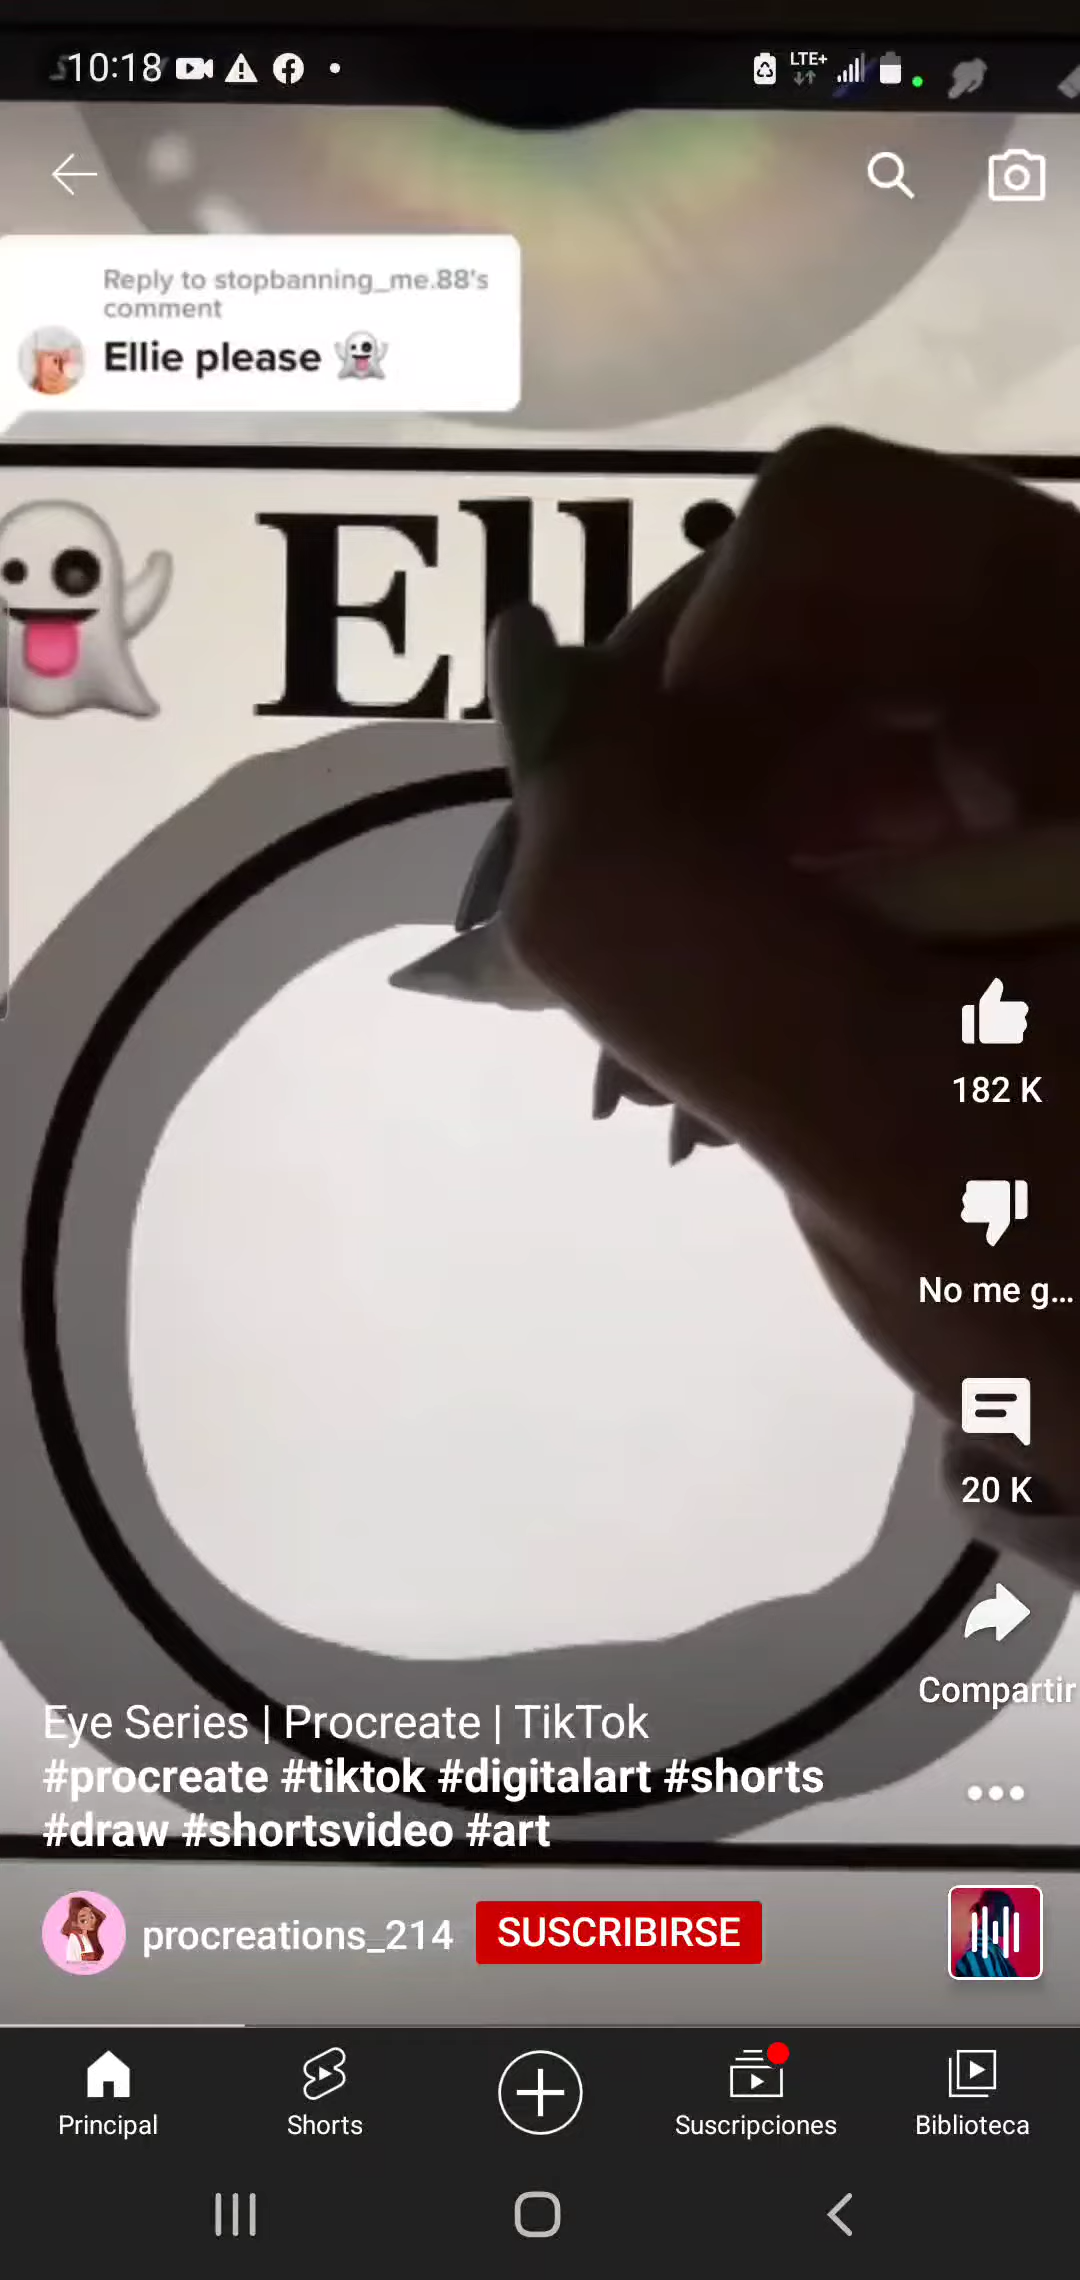 10:18
LTE+
Reply to stopbanning_me.88's
comment
Ellie please 👻
Elli
182 K
No me g...
20 K
Compartir
Eye Series | Procreate | TikTok
#procreate #tiktok #digitalart #shorts
#draw #shortsvideo #art
procreations_214
SUSCRIBIRSE
Principal
Shorts
Suscripciones
Biblioteca